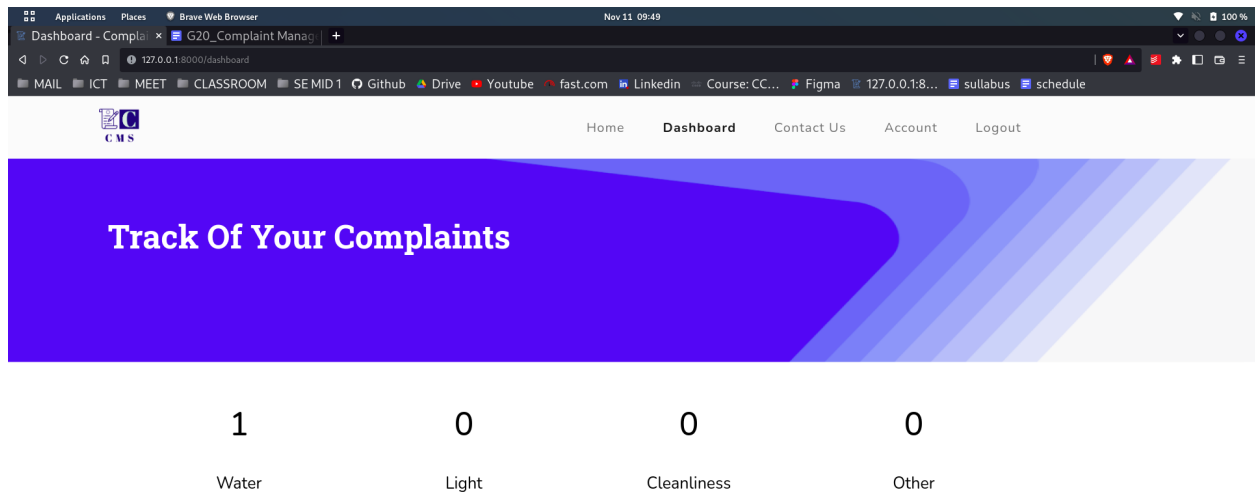 Applications Places Brave Web Browser Nov 11 09:49 100 %
Dashboard - Complai × G20_Complaint Manag +
127.0.0.1:8000/dashboard
MAIL ICT MEET CLASSROOM SE MID 1 Github Drive Youtube fast.com Linkedin Course: CC... Figma 127.0.0.1:8... sullabus schedule
C
CMS
Home Dashboard Contact Us Account Logout
Track Of Your Complaints
1 0 0 0
Water Light Cleanliness Other